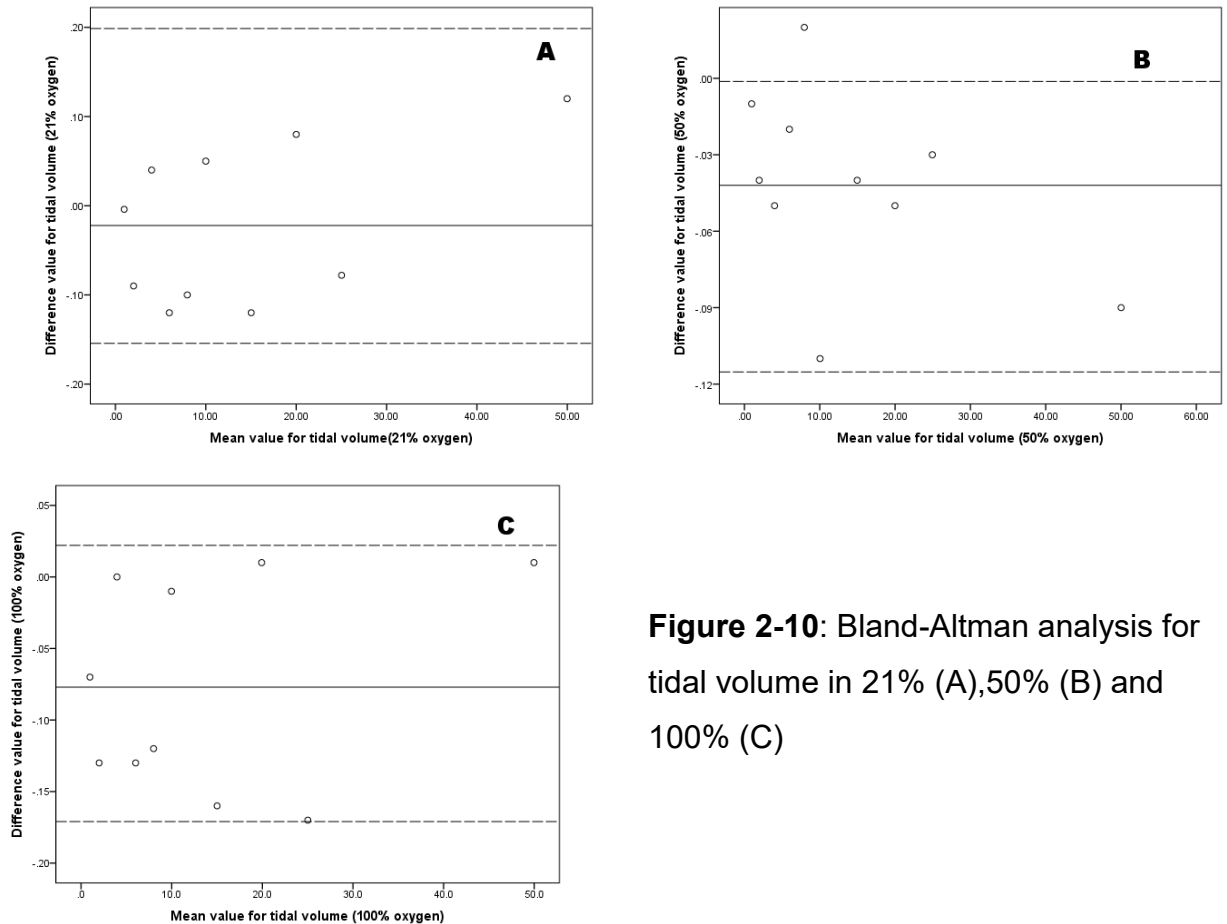 .20
A
.10
.00
-.10
-.20
Difference value for tidal volume (21% oxygen)
.00 10.00 20.00 30.00 40.00 50.00
Mean value for tidal volume(21% oxygen)
B
.00
-.03
-.06
-.09
-.12
Difference value for tidal volume (50% oxygen)
.00 10.00 20.00 30.00 40.00 50.00 60.00
Mean value for tidal volume (50% oxygen)
.05
C
.00
-.05
-.10
-.15
-.20
Difference value for tidal volume (100% oxygen)
.0 10.0 20.0 30.0 40.0 50.0
Mean value for tidal volume (100% oxygen)
Figure 2-10: Bland-Altman analysis for
tidal volume in 21% (A),50% (B) and
100% (C)